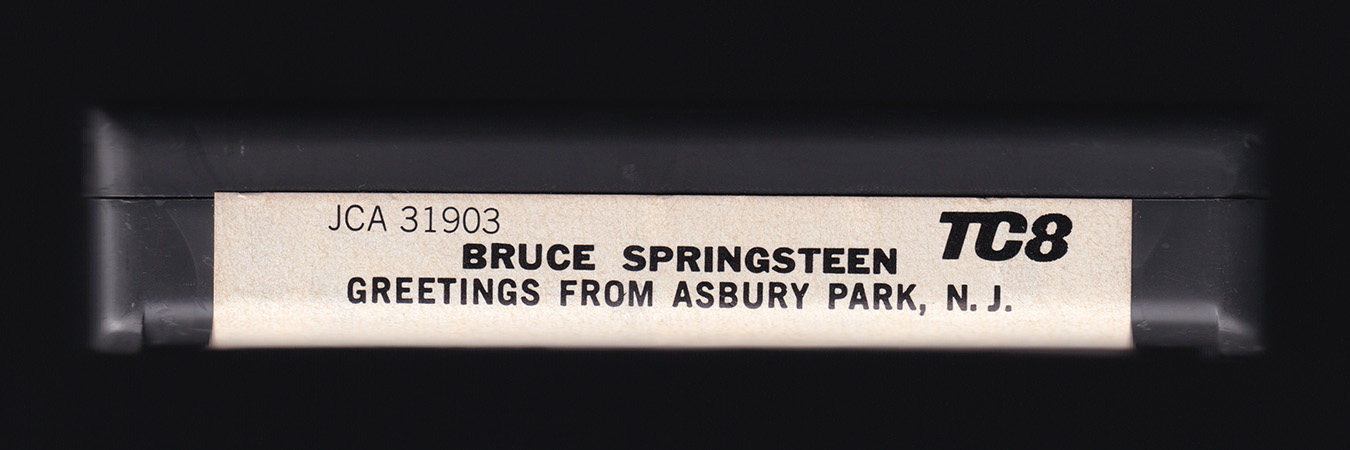 JCA 31903
TC8
BRUCE SPRINGSTEEN
GREETINGS FROM ASBURY PARK, N. J.